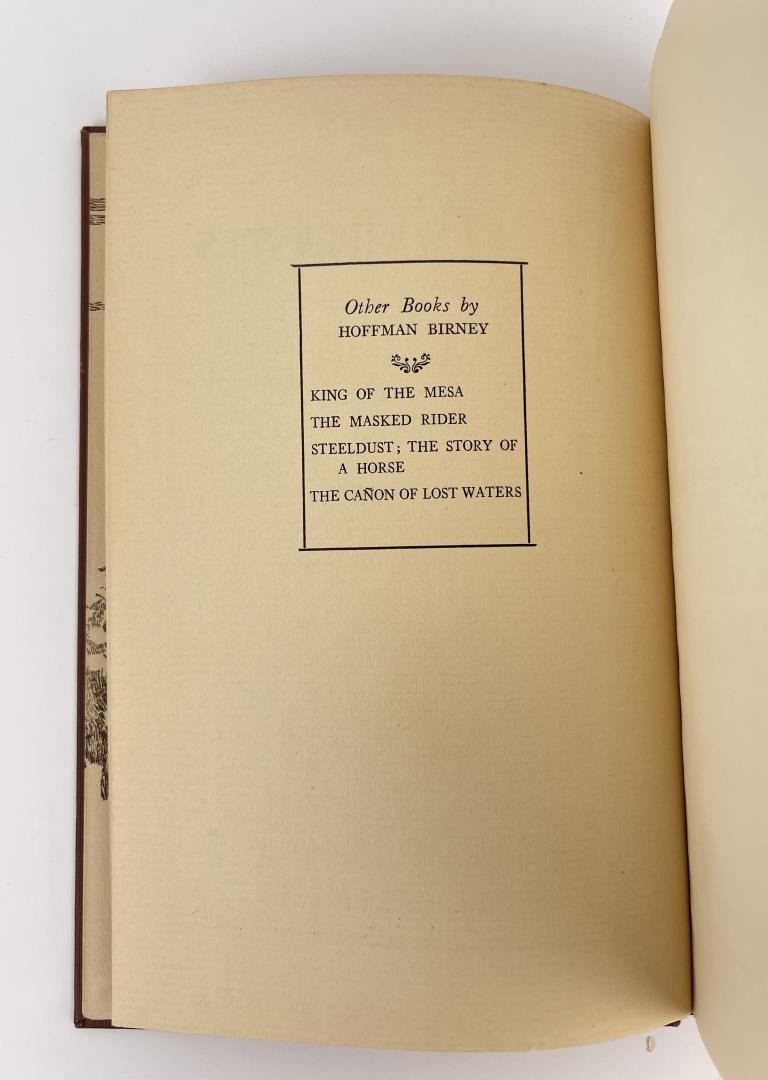 Other Books by
HOFFMAN BIRNEY
KING OF THE MESA
THE MASKED RIDER
STEELDUST; THE STORY OF
A HORSE
THE CAÑON OF LOST WATERS